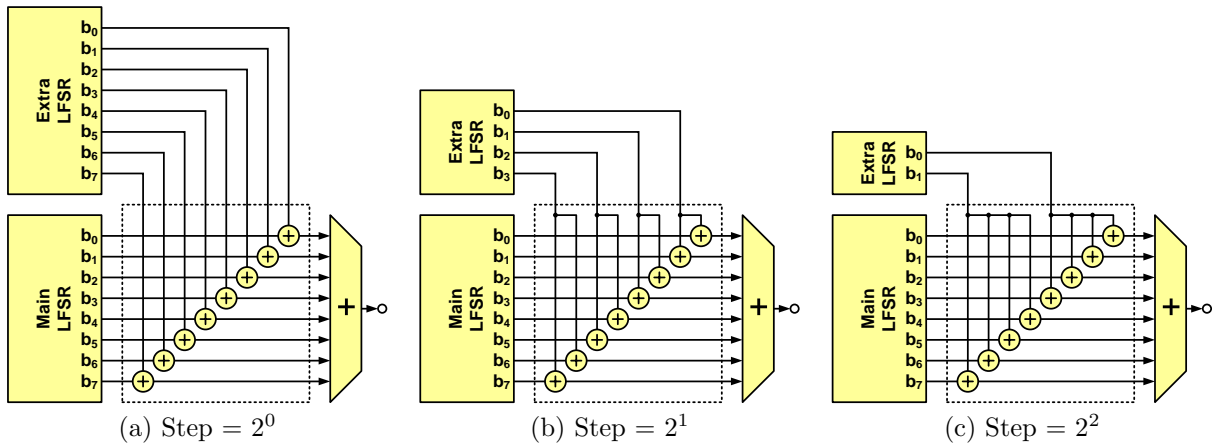 b0
b1
b2
b3
b4
b5
b6
b7
Extra
LFSR
b0
b1
b2
b3
b4
b5
b6
b7
Main
LFSR
+
+
+
+
+
+
+
+
+
(a) Step = 2^0
b0
b1
b2
b3
Extra
LFSR
b0
b1
b2
b3
b4
b5
b6
b7
Main
LFSR
+
+
+
+
+
+
+
+
+
(b) Step = 2^1
b0
b1
Extra
LFSR
b0
b1
b2
b3
b4
b5
b6
b7
Main
LFSR
+
+
+
+
+
+
+
+
+
(c) Step = 2^2